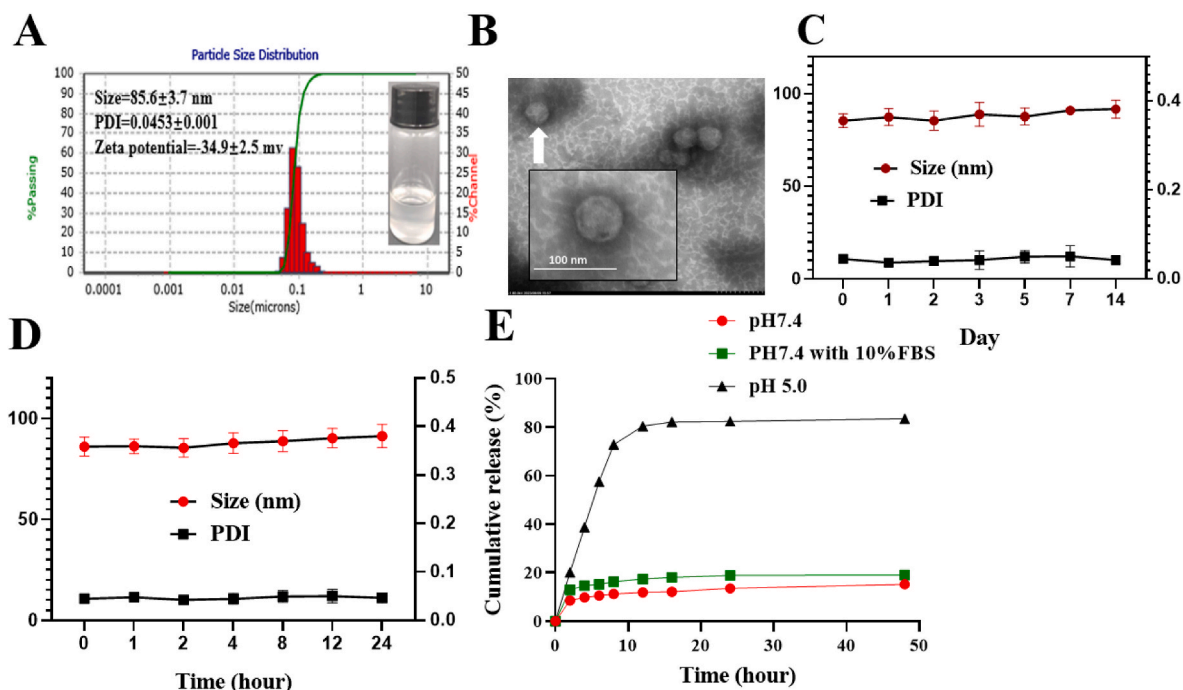 A
Particle Size Distribution
Size=85.6±3.7 nm
PDI=0.0453±0.001
Zeta potential=-34.9±2.5 mv
100
90
80
70
60
50
40
30
20
10
0
%Passing
50
45
40
35
30
25
20
15
10
5
0
%Channel
0.0001 0.001 0.01 0.1 1 10
Size(microns)
B
100 nm
C
100
50
0
0.4
0.2
0.0
Size (nm)
PDI
0 1 2 3 5 7 14
Day
D
100
50
0
0.5
0.4
0.3
0.2
0.1
0.0
Size (nm)
PDI
0 1 2 4 8 12 24
Time (hour)
E
pH7.4
PH7.4 with 10%FBS
pH 5.0
Cumulative release (%)
100
80
60
40
20
0
0 10 20 30 40 50
Time (hour)